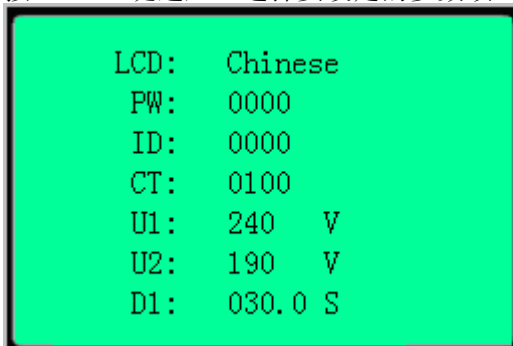 LCD: Chinese
PW: 0000
ID: 0000
CT: 0100
U1: 240 V
U2: 190 V
D1: 030.0 S